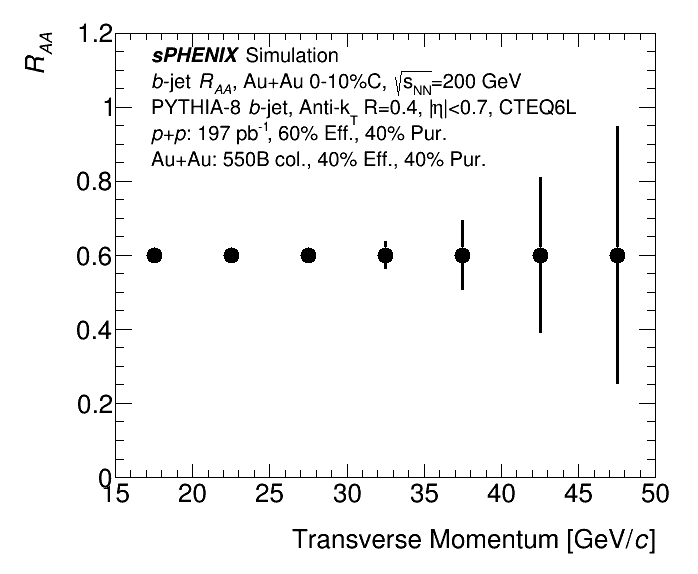 R_AA
1.2
1
0.8
0.6
0.4
0.2
0
sPHENIX Simulation
b-jet R_AA, Au+Au 0-10%C, √s_NN=200 GeV
PYTHIA-8 b-jet, Anti-k_T R=0.4, |η|<0.7, CTEQ6L
p+p: 197 pb⁻¹, 60% Eff., 40% Pur.
Au+Au: 550B col., 40% Eff., 40% Pur.
15 20 25 30 35 40 45 50
Transverse Momentum [GeV/c]